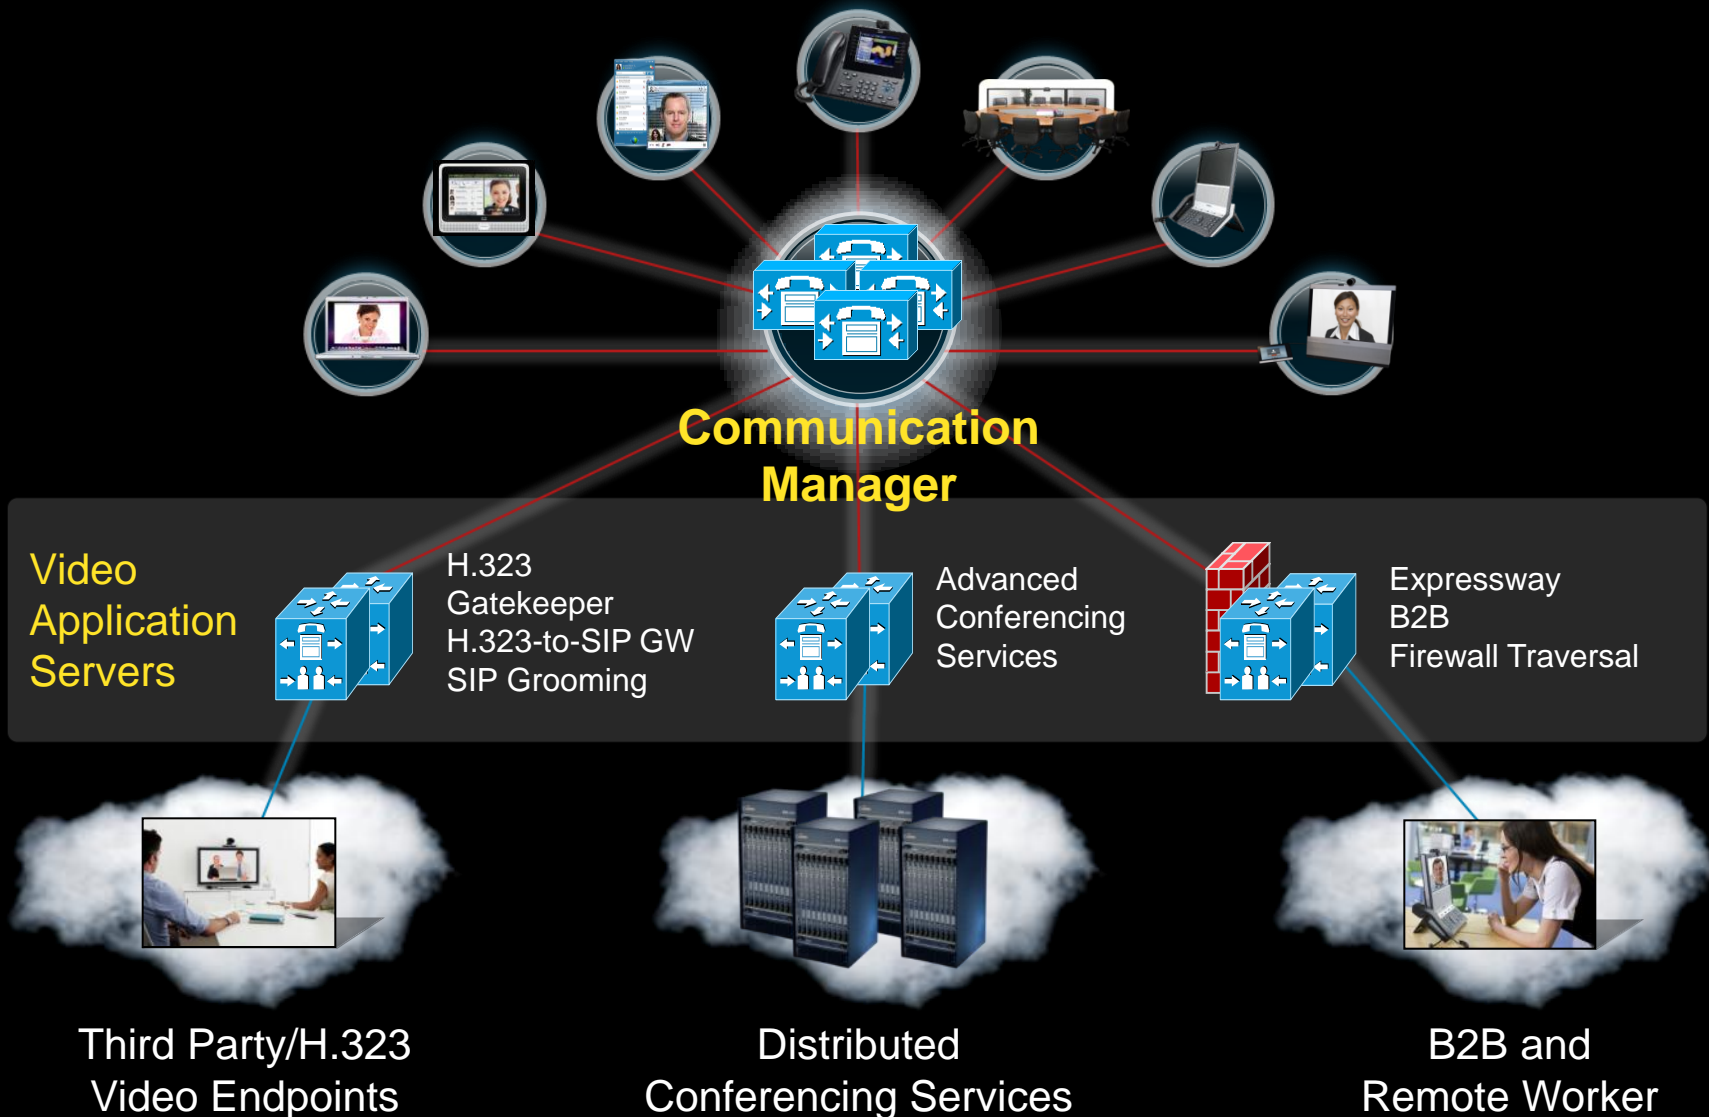 Communication
Manager
Video
Application
Servers
H.323
Gatekeeper
H.323-to-SIP GW
SIP Grooming
Advanced
Conferencing
Services
Expressway
B2B
Firewall Traversal
Third Party/H.323
Video Endpoints
Distributed
Conferencing Services
B2B and
Remote Worker